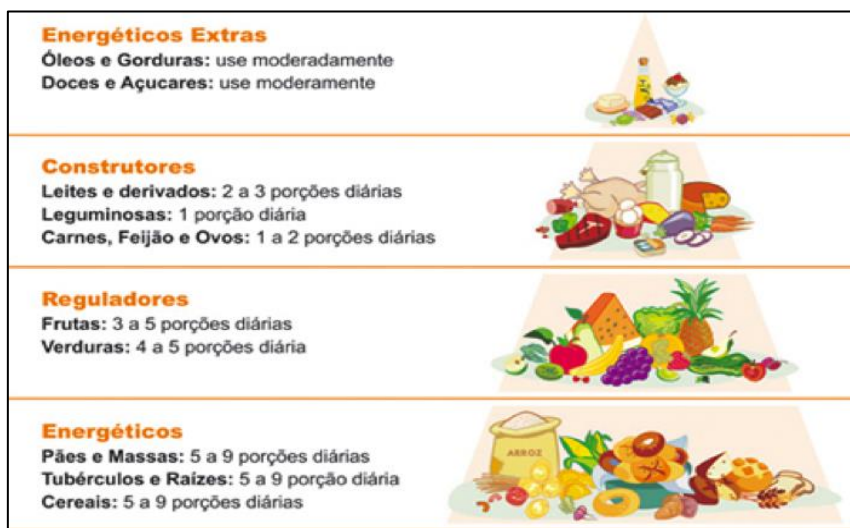 Energéticos Extras
Óleos e Gorduras: use moderadamente
Doces e Açucares: use moderamente
Construtores
Leites e derivados: 2 a 3 porções diárias
Leguminosas: 1 porção diária
Carnes, Feijão e Ovos: 1 a 2 porções diárias
Reguladores
Frutas: 3 a 5 porções diárias
Verduras: 4 a 5 porções diária
Energéticos
Pães e Massas: 5 a 9 porções diárias
Tubérculos e Raízes: 5 a 9 porção diária
Cereais: 5 a 9 porções diárias
ARROZ